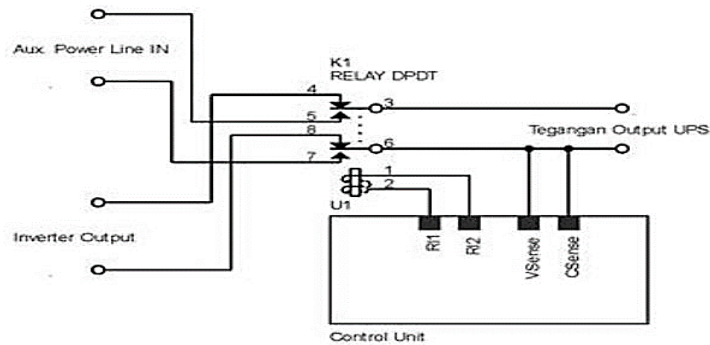 Aux. Power Line IN
K1
RELAY DPDT
4
3
5
8
Tegangan Output UPS
6
7
1
2
U1
Inverter Output
RI1
RI2
VSense
CSense
Control Unit